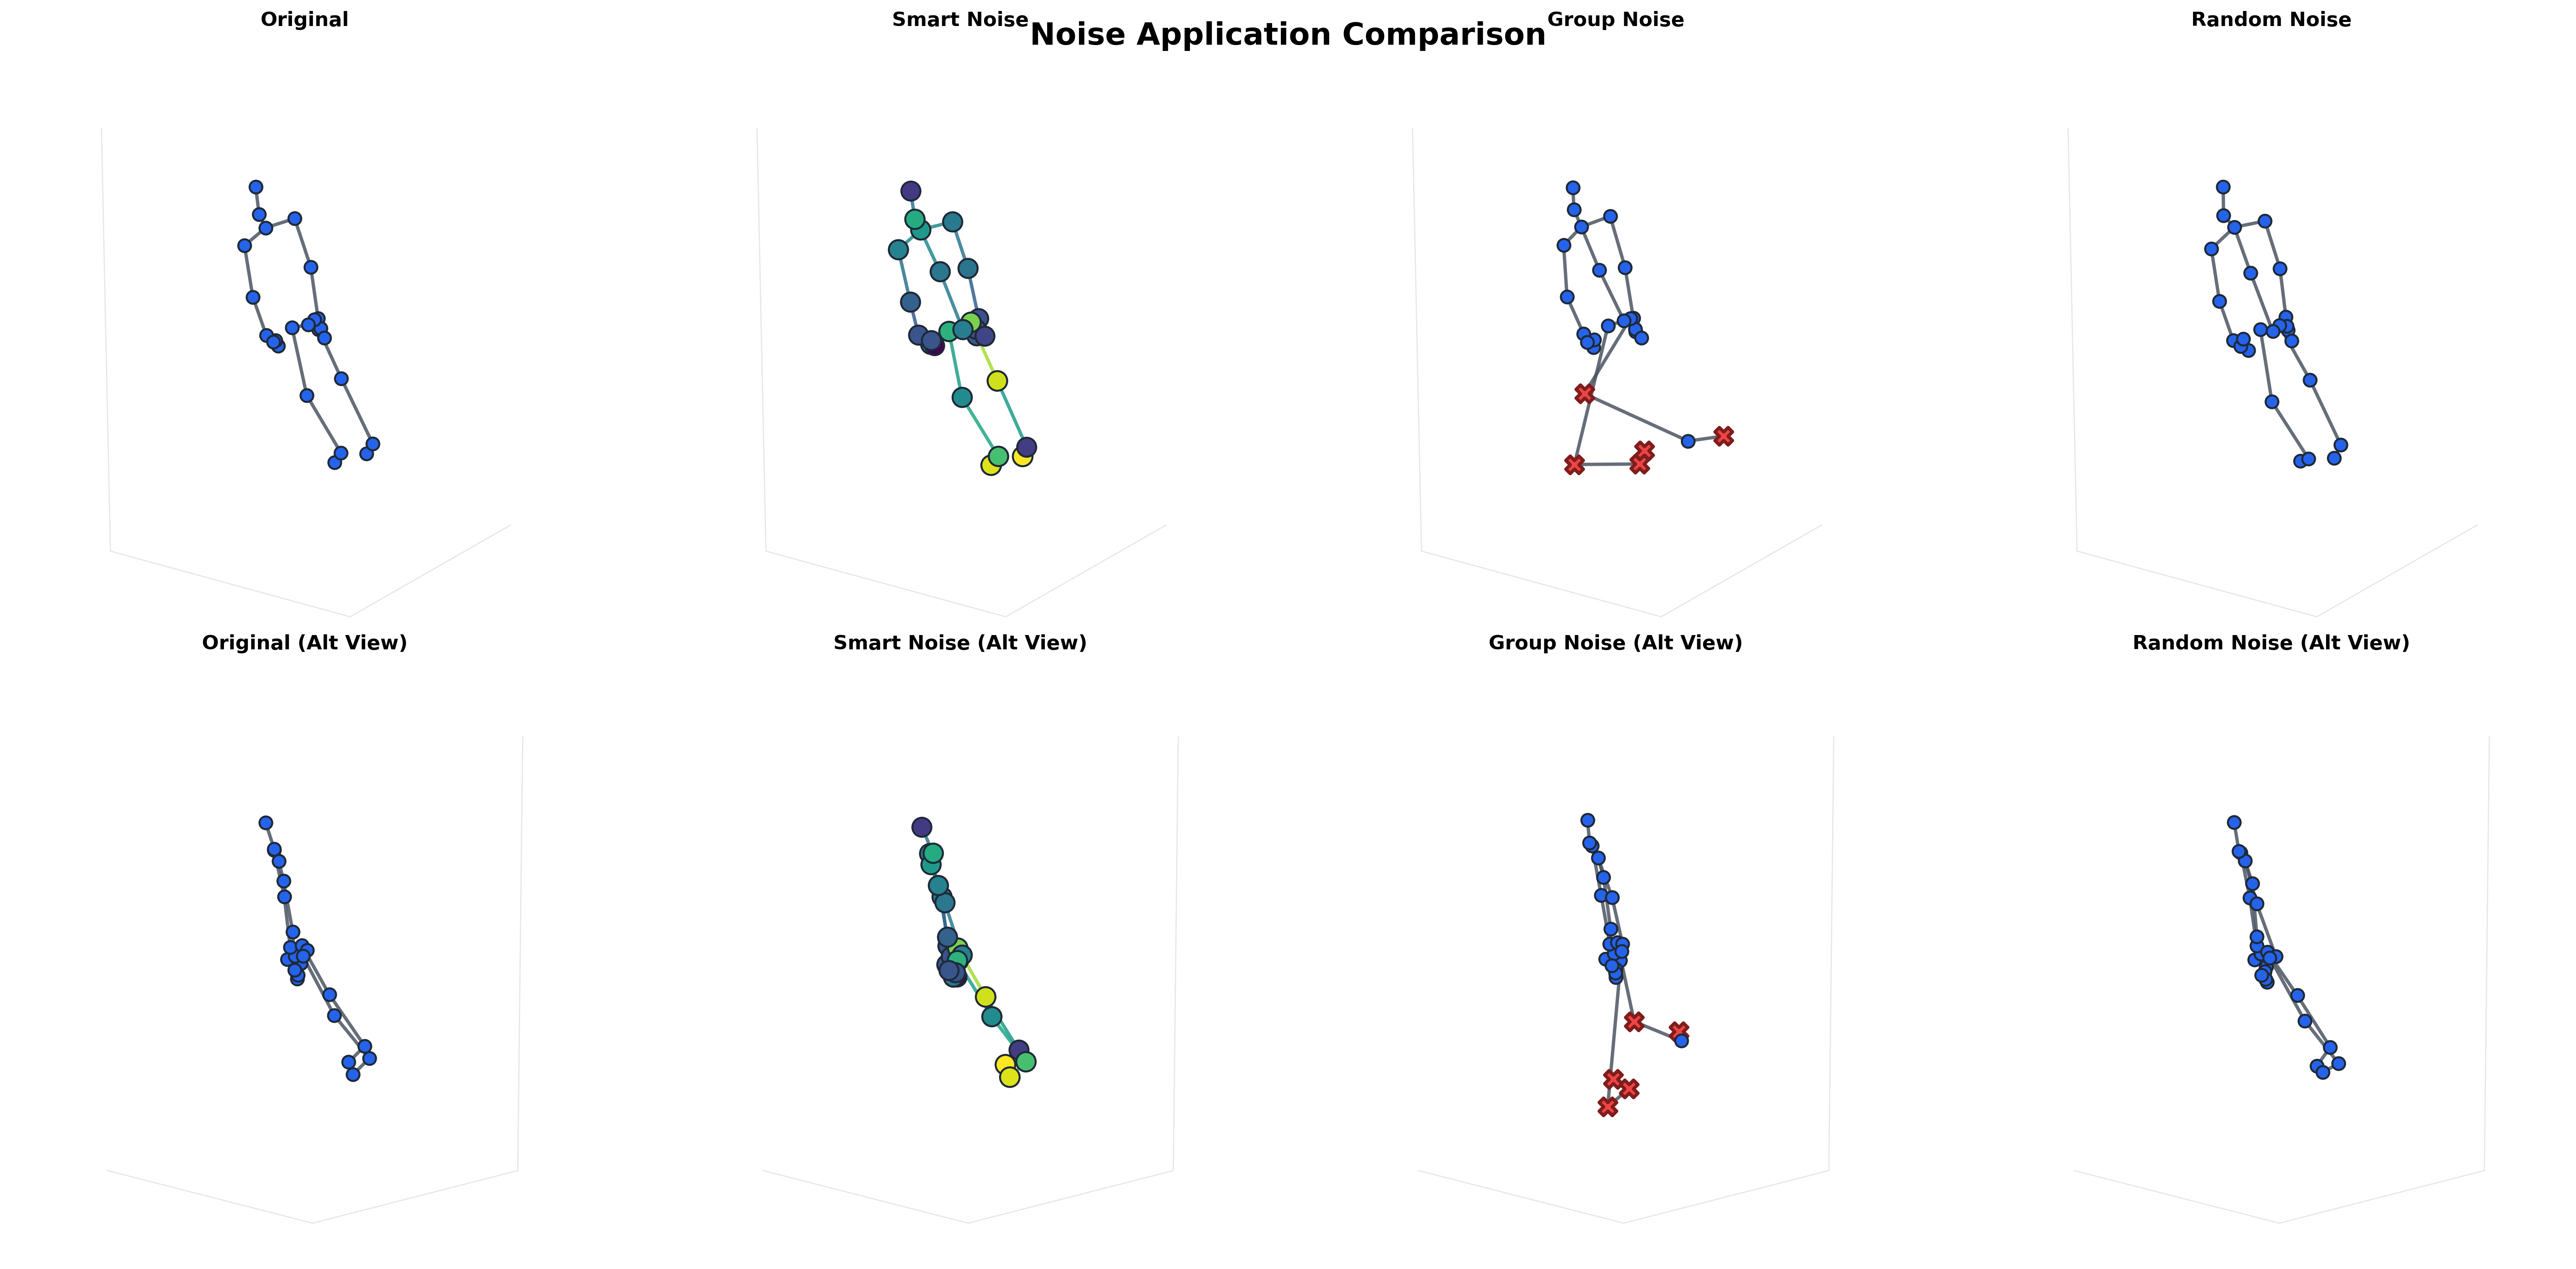 Noise Application Comparison
Original
Smart Noise
Group Noise
Random Noise
Original (Alt View)
Smart Noise (Alt View)
Group Noise (Alt View)
Random Noise (Alt View)